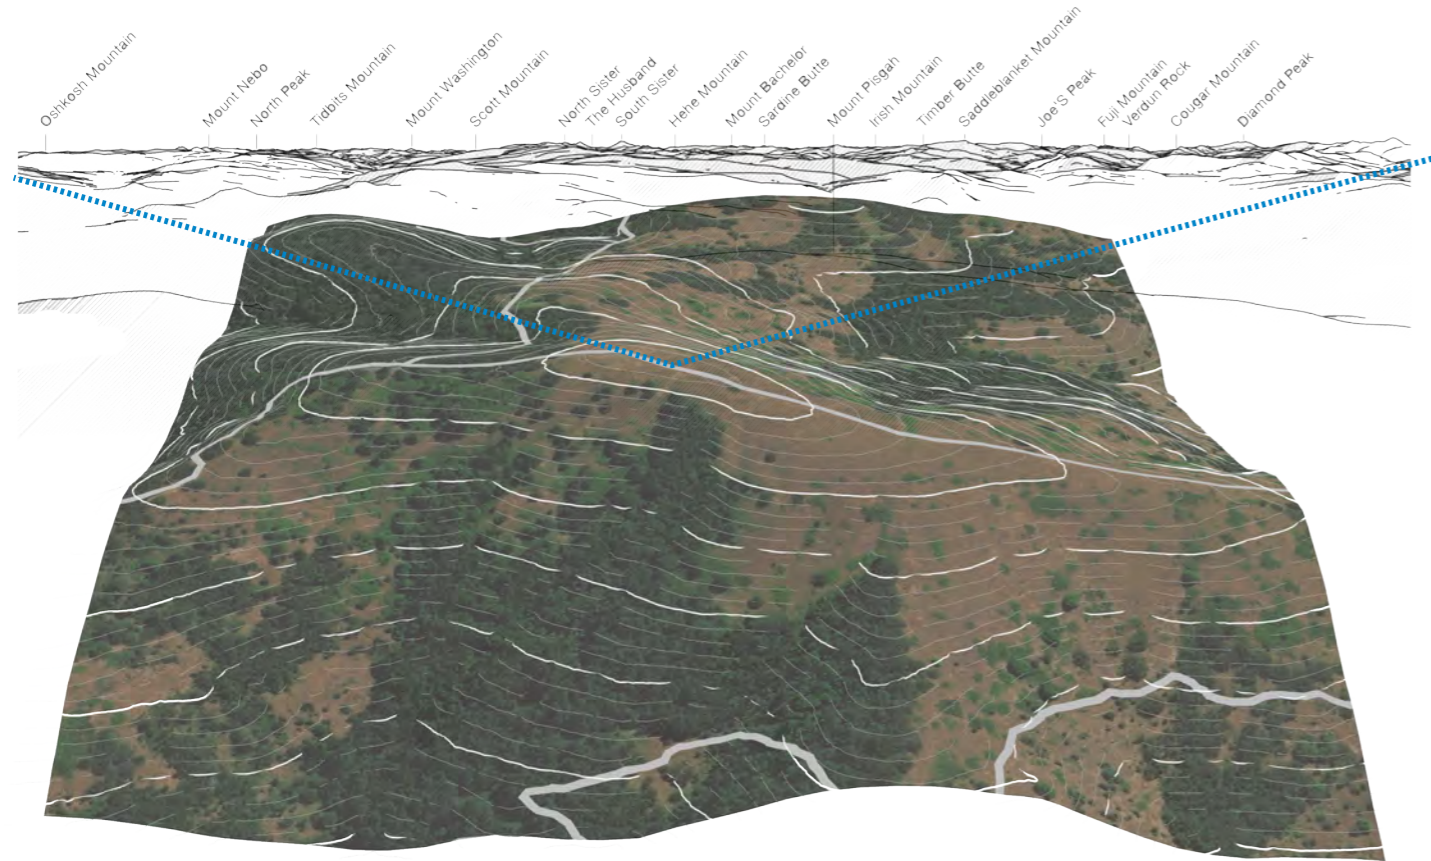 Oshkosh Mountain
Mount Nebo
North Peak
Tidbits Mountain
Mount Washington
Scott Mountain
North Sister
The Husband
South Sister
Hehe Mountain
Mount Bachelor
Sardine Butte
Mount Pisgah
Irish Mountain
Timber Butte
Saddleblanket Mountain
Joe'S Peak
Fuji Mountain
Verdun Rock
Cougar Mountain
Diamond Peak